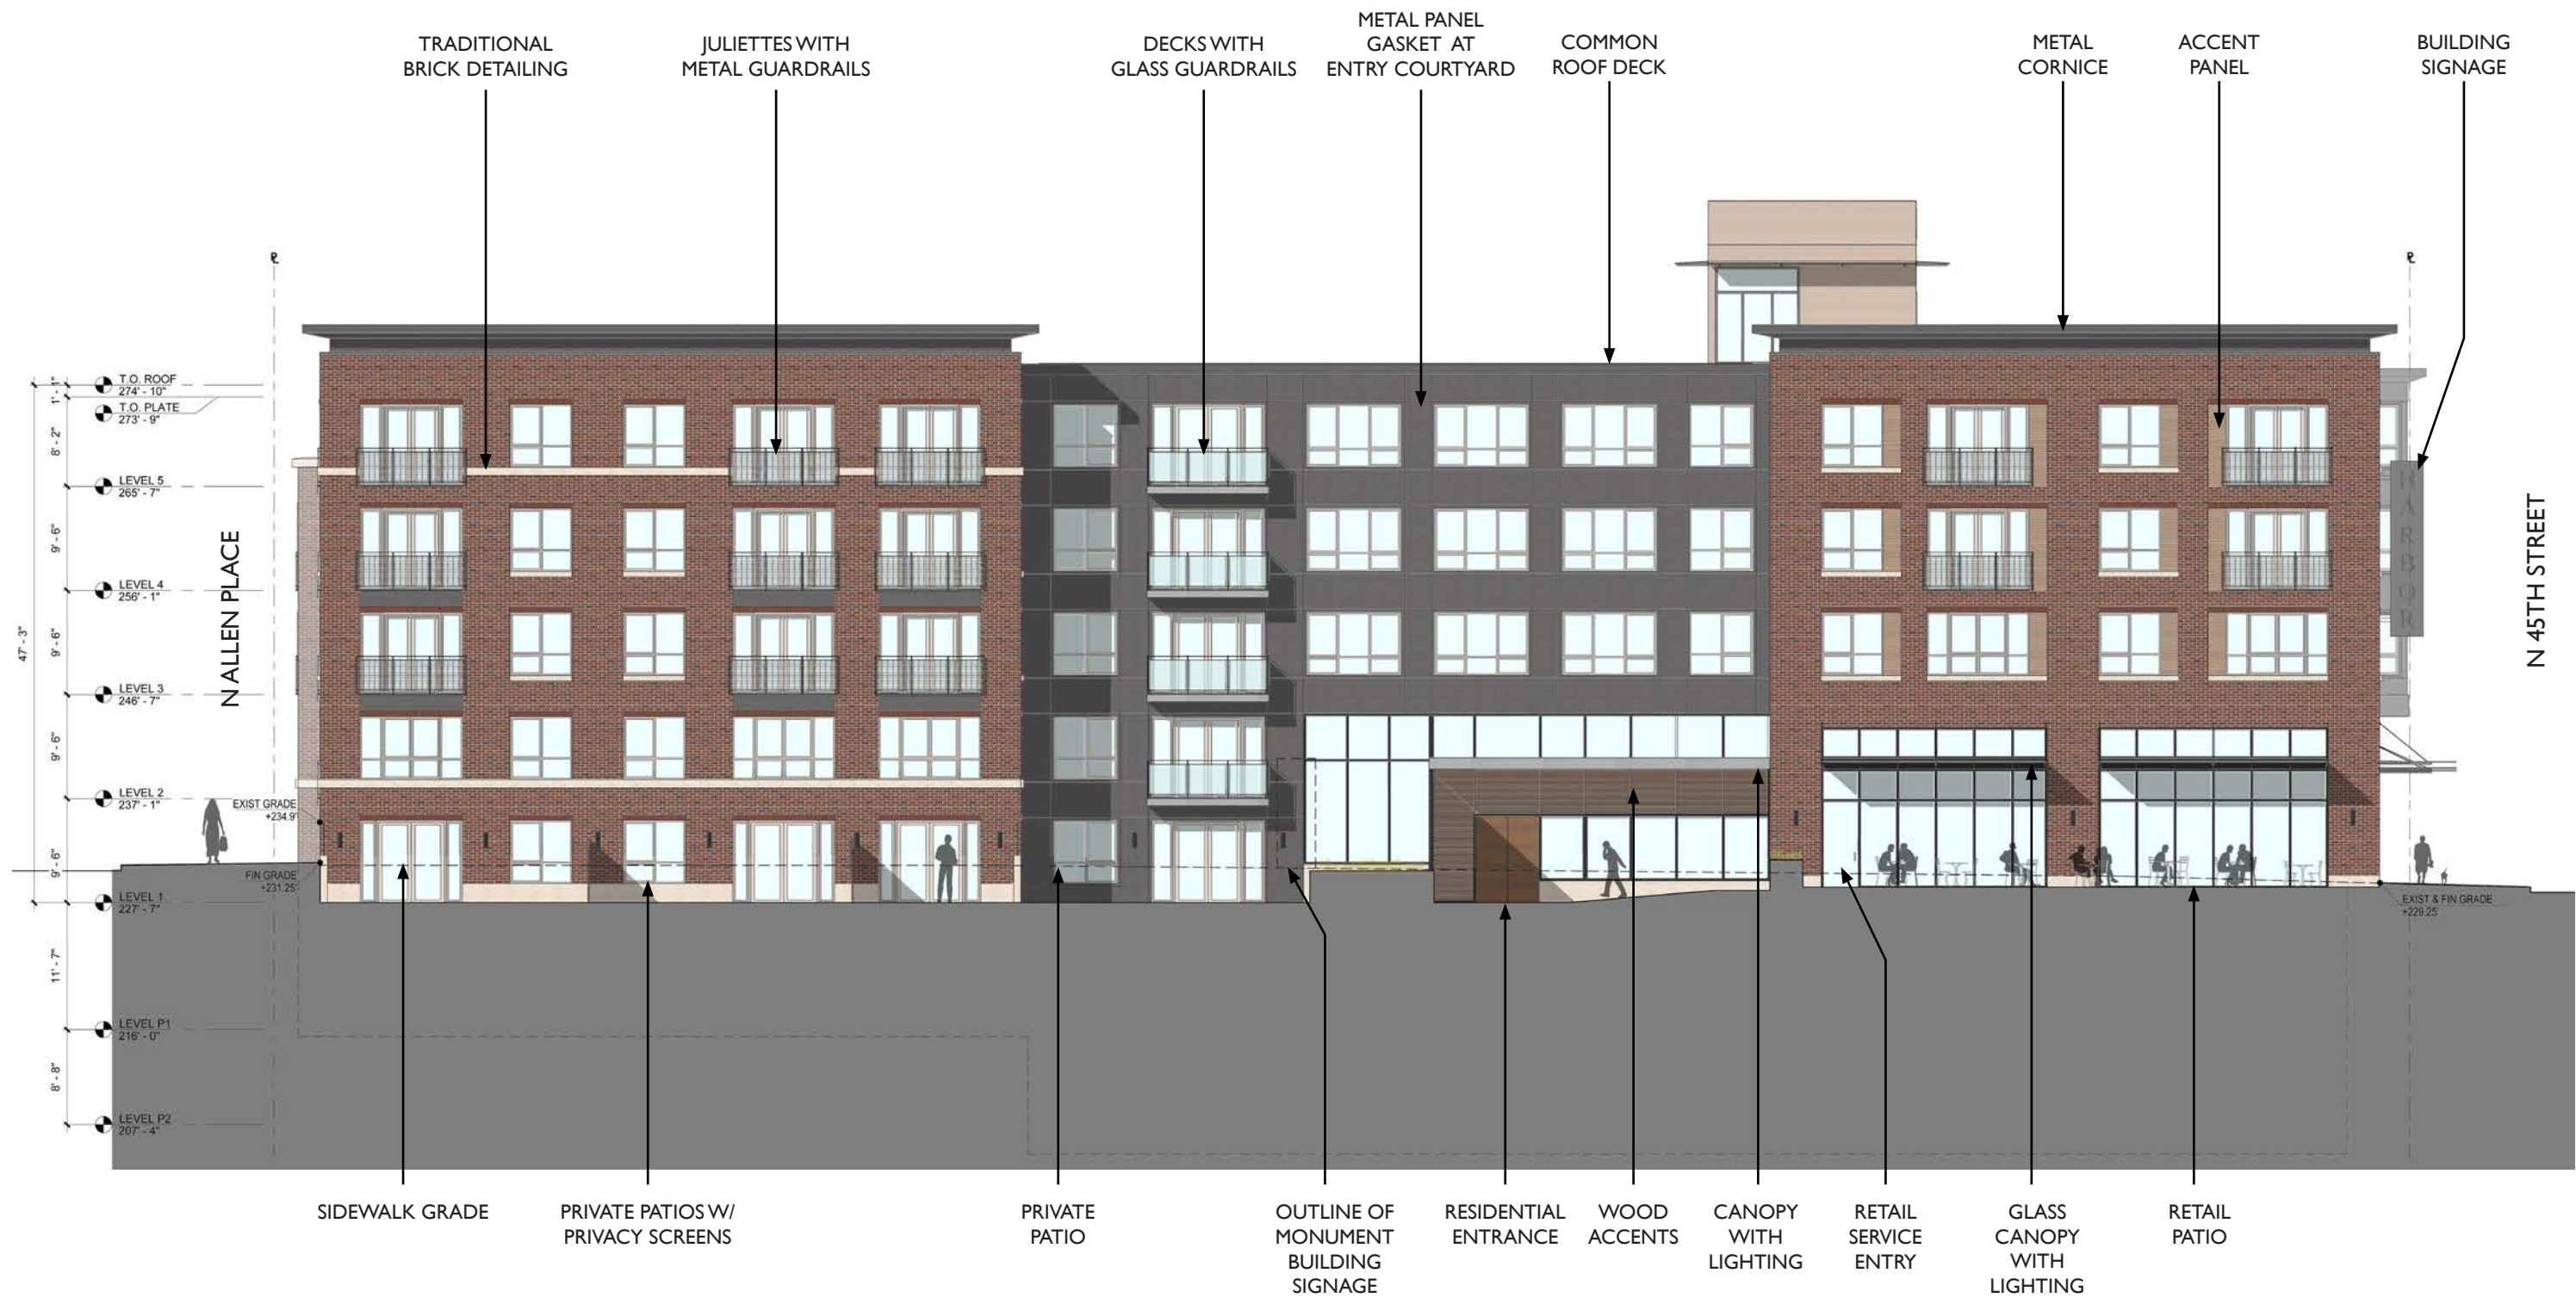 TRADITIONAL
BRICK DETAILING
JULIETTES WITH
METAL GUARDRAILS
DECKS WITH
GLASS GUARDRAILS
METAL PANEL
GASKET AT
ENTRY COURTYARD
COMMON
ROOF DECK
METAL
CORNICE
ACCENT
PANEL
BUILDING
SIGNAGE
T.O. ROOF
274' - 10"
T.O. PLATE
273' - 9"
LEVEL 5
265' - 7"
LEVEL 4
256' - 1"
LEVEL 3
246' - 7"
LEVEL 2
237' - 1"
LEVEL 1
227' - 7"
LEVEL P1
216' - 0"
LEVEL P2
207' - 4"
1' - 1"
8' - 2"
9' - 6"
9' - 6"
9' - 6"
9' - 6"
11' - 7"
8' - 8"
47' - 3"
N ALLEN PLACE
EXIST GRADE
+234.9'
FIN GRADE
+231.25'
ARBOR
N 45TH STREET
EXIST & FIN GRADE
+229.25'
SIDEWALK GRADE
PRIVATE PATIOS W/
PRIVACY SCREENS
PRIVATE
PATIO
OUTLINE OF
MONUMENT
BUILDING
SIGNAGE
RESIDENTIAL
ENTRANCE
WOOD
ACCENTS
CANOPY
WITH
LIGHTING
RETAIL
SERVICE
ENTRY
GLASS
CANOPY
WITH
LIGHTING
RETAIL
PATIO